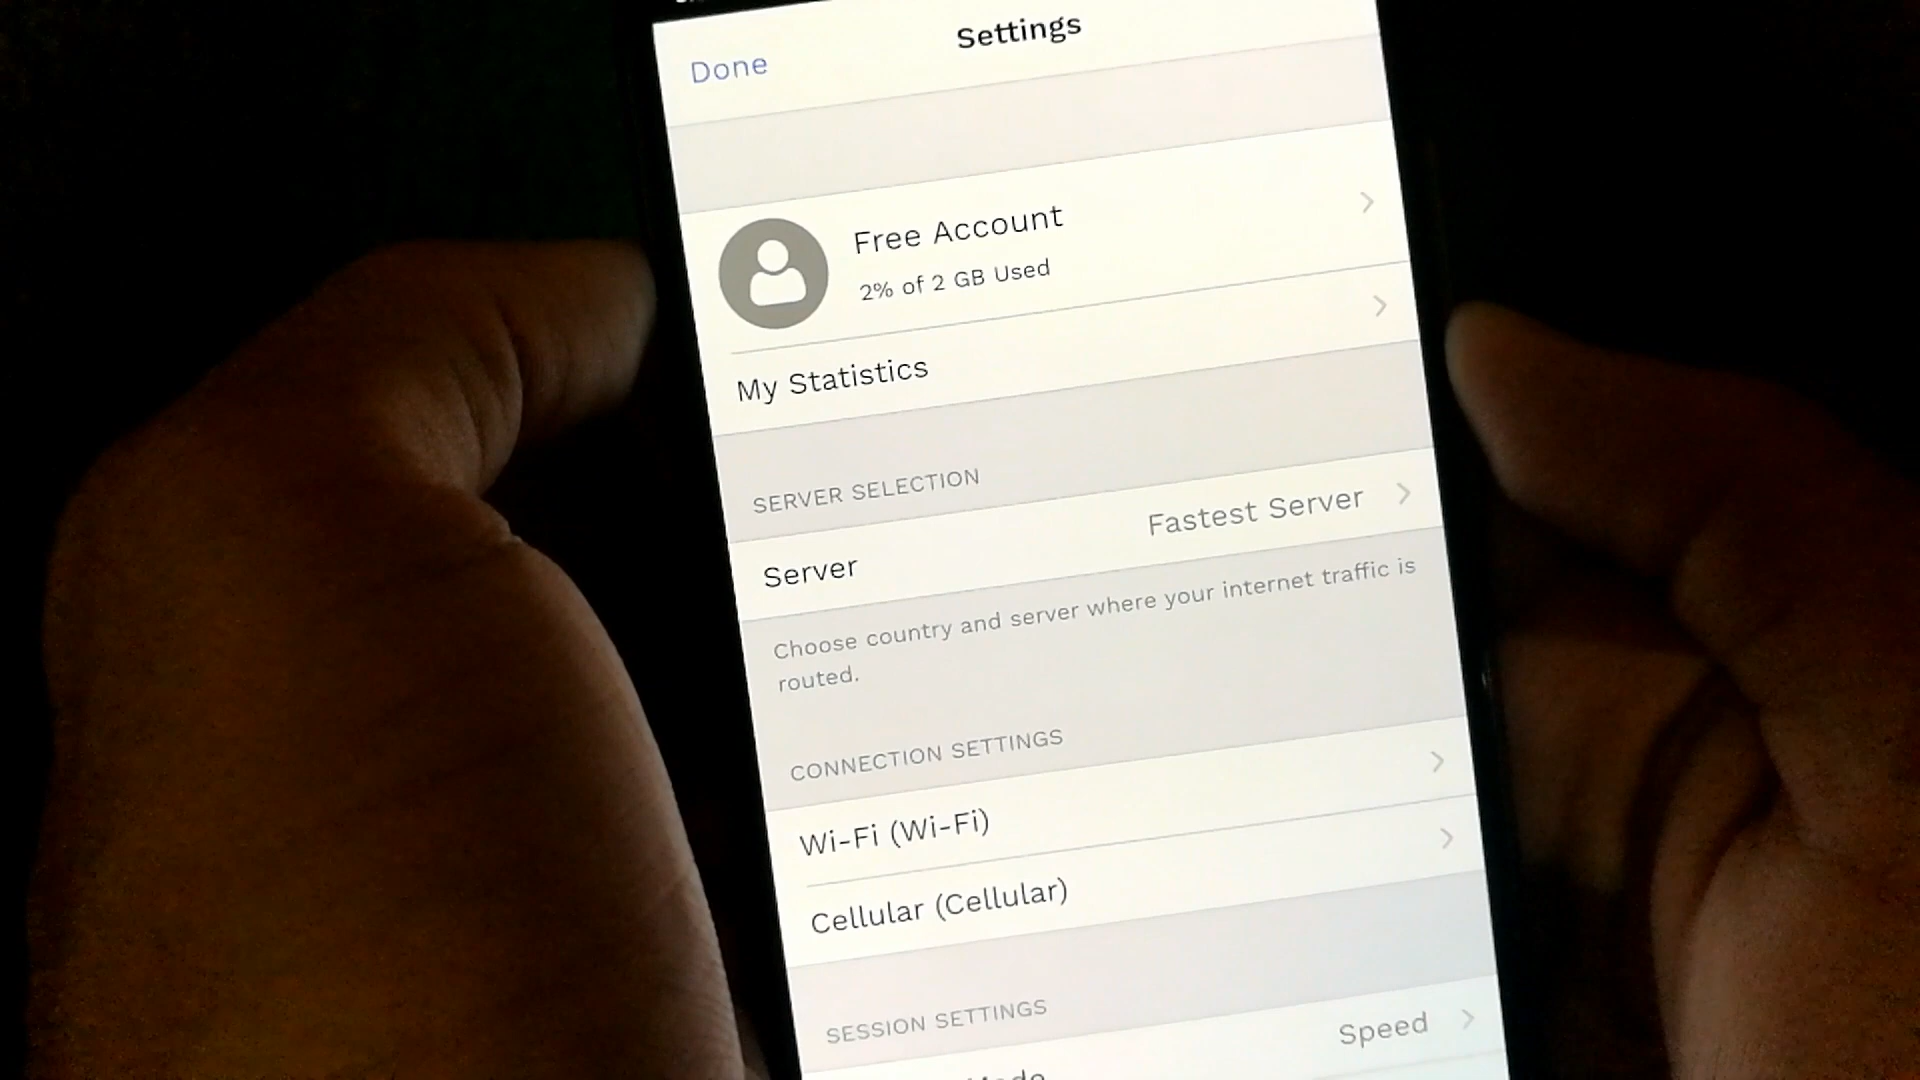 Settings
Done
Free Account
2% of 2 GB Used
My Statistics
SERVER SELECTION
Server Fastest Server
Choose country and server where your internet traffic is
routed.
CONNECTION SETTINGS
Wi-Fi (Wi-Fi)
Cellular (Cellular)
SESSION SETTINGS
Mode Speed